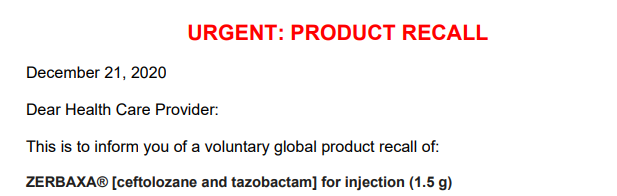 URGENT: PRODUCT RECALL
December 21, 2020
Dear Health Care Provider:
This is to inform you of a voluntary global product recall of:
ZERBAXA® [ceftolozane and tazobactam] for injection (1.5 g)